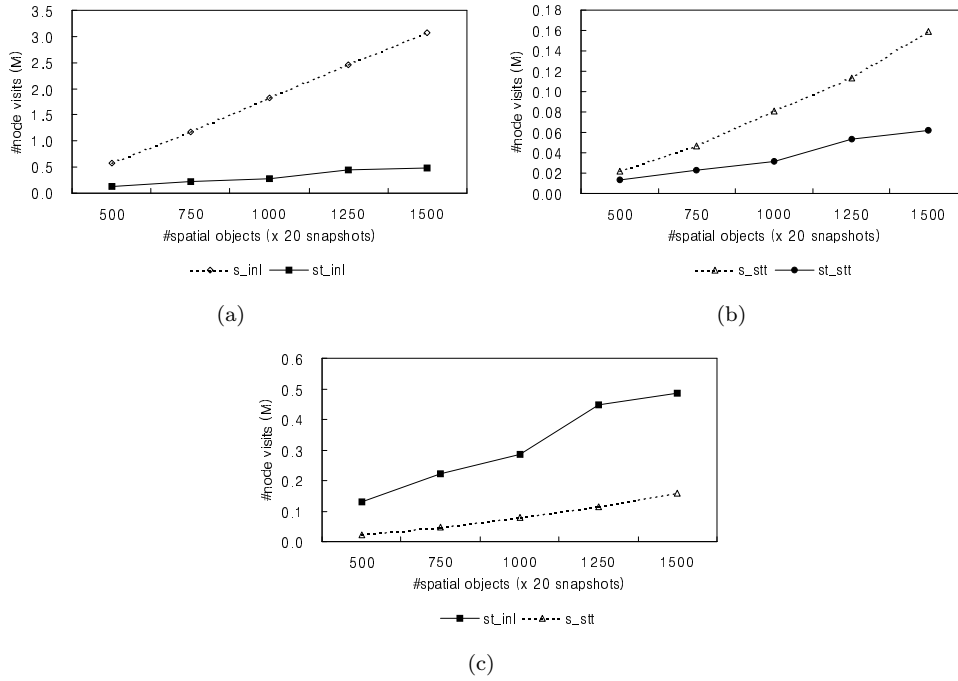 3.5
3.0
2.5
2.0
1.5
1.0
0.5
0.0
#node visits (M)
500 750 1000 1250 1500
#spatial objects (x 20 snapshots)
s_inl st_inl
(a)
0.18
0.16
0.14
0.12
0.10
0.08
0.06
0.04
0.02
0.00
#node visits (M)
500 750 1000 1250 1500
#spatial objects (x 20 snapshots)
s_stt st_stt
(b)
0.6
0.5
0.4
0.3
0.2
0.1
0.0
#node visits (M)
500 750 1000 1250 1500
#spatial objects (x 20 snapshots)
st_inl s_stt
(c)